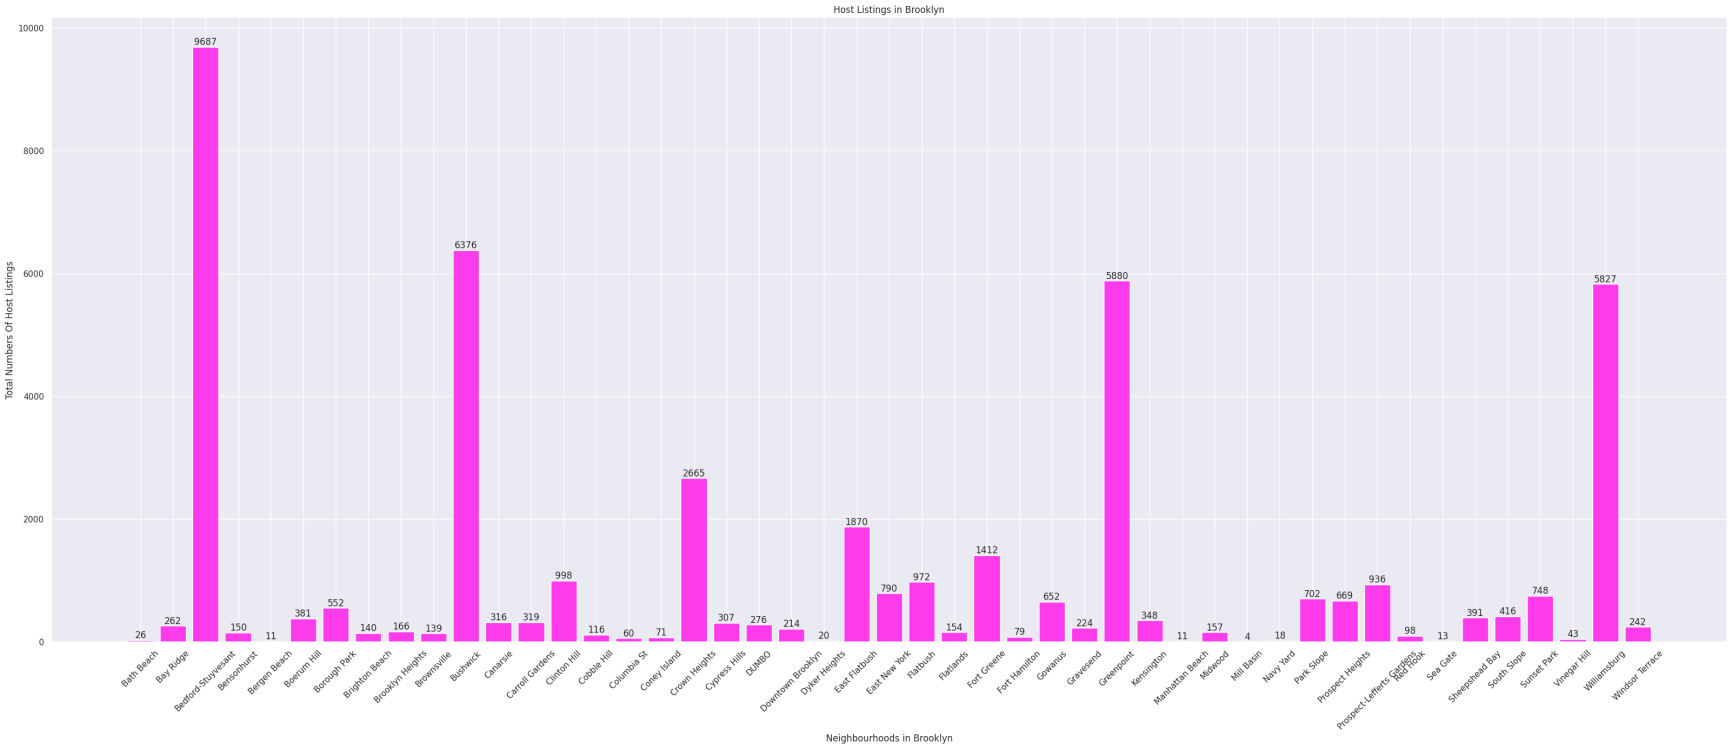 Host Listings in Brooklyn
10000
8000
6000
4000
2000
0
Total Numbers Of Host Listings
26 262 9687 150 11 381 552 140 166 139 6376 316 319 998 116 60 71 2665 307 276 214 20 1870 790 972 154 1412 79 652 224 5880 348 11 157 4 18 702 669 936 98 13 391 416 748 43 5827 242
Bath Beach
Bay Ridge
Bedford-Stuyvesant
Bensonhurst
Bergen Beach
Boerum Hill
Borough Park
Brighton Beach
Brooklyn Heights
Brownsville
Bushwick
Canarsie
Carroll Gardens
Clinton Hill
Cobble Hill
Columbia St
Coney Island
Crown Heights
Cypress Hills
DUMBO
Downtown Brooklyn
Dyker Heights
East Flatbush
East New York
Flatbush
Flatlands
Fort Greene
Fort Hamilton
Gowanus
Gravesend
Greenpoint
Kensington
Manhattan Beach
Midwood
Mill Basin
Navy Yard
Park Slope
Prospect Heights
Prospect-Lefferts Gardens
Red Hook
Sea Gate
Sheepshead Bay
South Slope
Sunset Park
Vinegar Hill
Williamsburg
Windsor Terrace
Neighbourhoods in Brooklyn